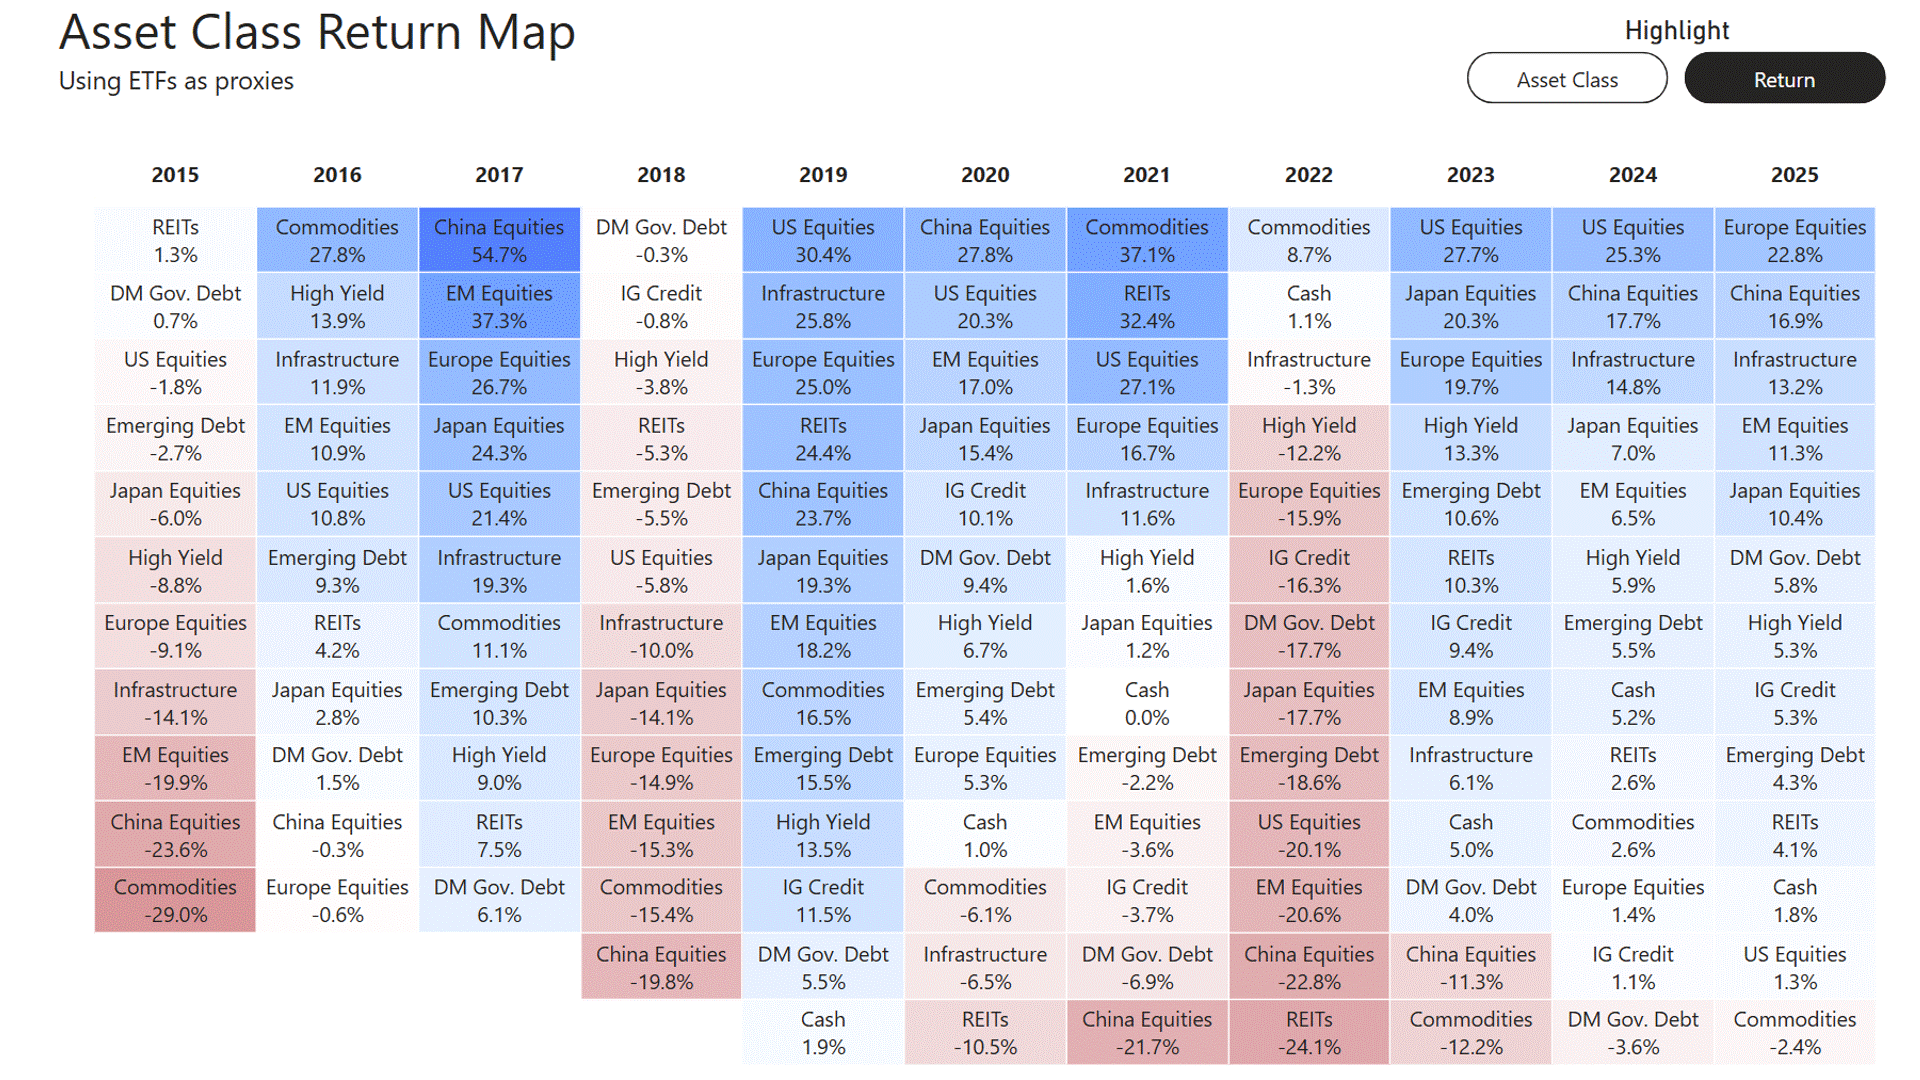 Asset Class Return Map
Using ETFs as proxies
Highlight
Asset Class
Return
2015 2016 2017 2018 2019 2020 2021 2022 2023 2024 2025
REITs Commodities China Equities DM Gov. Debt US Equities China Equities Commodities Commodities US Equities US Equities Europe Equities
1.3% 27.8% 54.7% -0.3% 30.4% 27.8% 37.1% 8.7% 27.7% 25.3% 22.8%
DM Gov. Debt High Yield EM Equities IG Credit Infrastructure US Equities REITs Cash Japan Equities China Equities China Equities
0.7% 13.9% 37.3% -0.8% 25.8% 20.3% 32.4% 1.1% 20.3% 17.7% 16.9%
US Equities Infrastructure Europe Equities High Yield Europe Equities EM Equities US Equities Infrastructure Europe Equities Infrastructure Infrastructure
-1.8% 11.9% 26.7% -3.8% 25.0% 17.0% 27.1% -1.3% 19.7% 14.8% 13.2%
Emerging Debt EM Equities Japan Equities REITs REITs Japan Equities Europe Equities High Yield High Yield Japan Equities EM Equities
-2.7% 10.9% 24.3% -5.3% 24.4% 15.4% 16.7% -12.2% 13.3% 7.0% 11.3%
Japan Equities US Equities US Equities Emerging Debt China Equities IG Credit Infrastructure Europe Equities Emerging Debt EM Equities Japan Equities
-6.0% 10.8% 21.4% -5.5% 23.7% 10.1% 11.6% -15.9% 10.6% 6.5% 10.4%
High Yield Emerging Debt Infrastructure US Equities Japan Equities DM Gov. Debt High Yield IG Credit REITs High Yield DM Gov. Debt
-8.8% 9.3% 19.3% -5.8% 19.3% 9.4% 1.6% -16.3% 10.3% 5.9% 5.8%
Europe Equities REITs Commodities Infrastructure EM Equities High Yield Japan Equities DM Gov. Debt IG Credit Emerging Debt High Yield
-9.1% 4.2% 11.1% -10.0% 18.2% 6.7% 1.2% -17.7% 9.4% 5.5% 5.3%
Infrastructure Japan Equities Emerging Debt Japan Equities Commodities Emerging Debt Cash Japan Equities EM Equities Cash IG Credit
-14.1% 2.8% 10.3% -14.1% 16.5% 5.4% 0.0% -17.7% 8.9% 5.2% 5.3%
EM Equities DM Gov. Debt High Yield Europe Equities Emerging Debt Europe Equities Emerging Debt Emerging Debt Infrastructure REITs Emerging Debt
-19.9% 1.5% 9.0% -14.9% 15.5% 5.3% -2.2% -18.6% 6.1% 2.6% 4.3%
China Equities China Equities REITs EM Equities High Yield Cash EM Equities US Equities Cash Commodities REITs
-23.6% -0.3% 7.5% -15.3% 13.5% 1.0% -3.6% -20.1% 5.0% 2.6% 4.1%
Commodities Europe Equities DM Gov. Debt Commodities IG Credit Commodities IG Credit EM Equities DM Gov. Debt Europe Equities Cash
-29.0% -0.6% 6.1% -15.4% 11.5% -6.1% -3.7% -20.6% 4.0% 1.4% 1.8%
China Equities DM Gov. Debt Infrastructure DM Gov. Debt China Equities China Equities IG Credit US Equities
-19.8% 5.5% -6.5% -6.9% -22.8% -11.3% 1.1% 1.3%
Cash REITs China Equities REITs Commodities DM Gov. Debt Commodities
1.9% -10.5% -21.7% -24.1% -12.2% -3.6% -2.4%